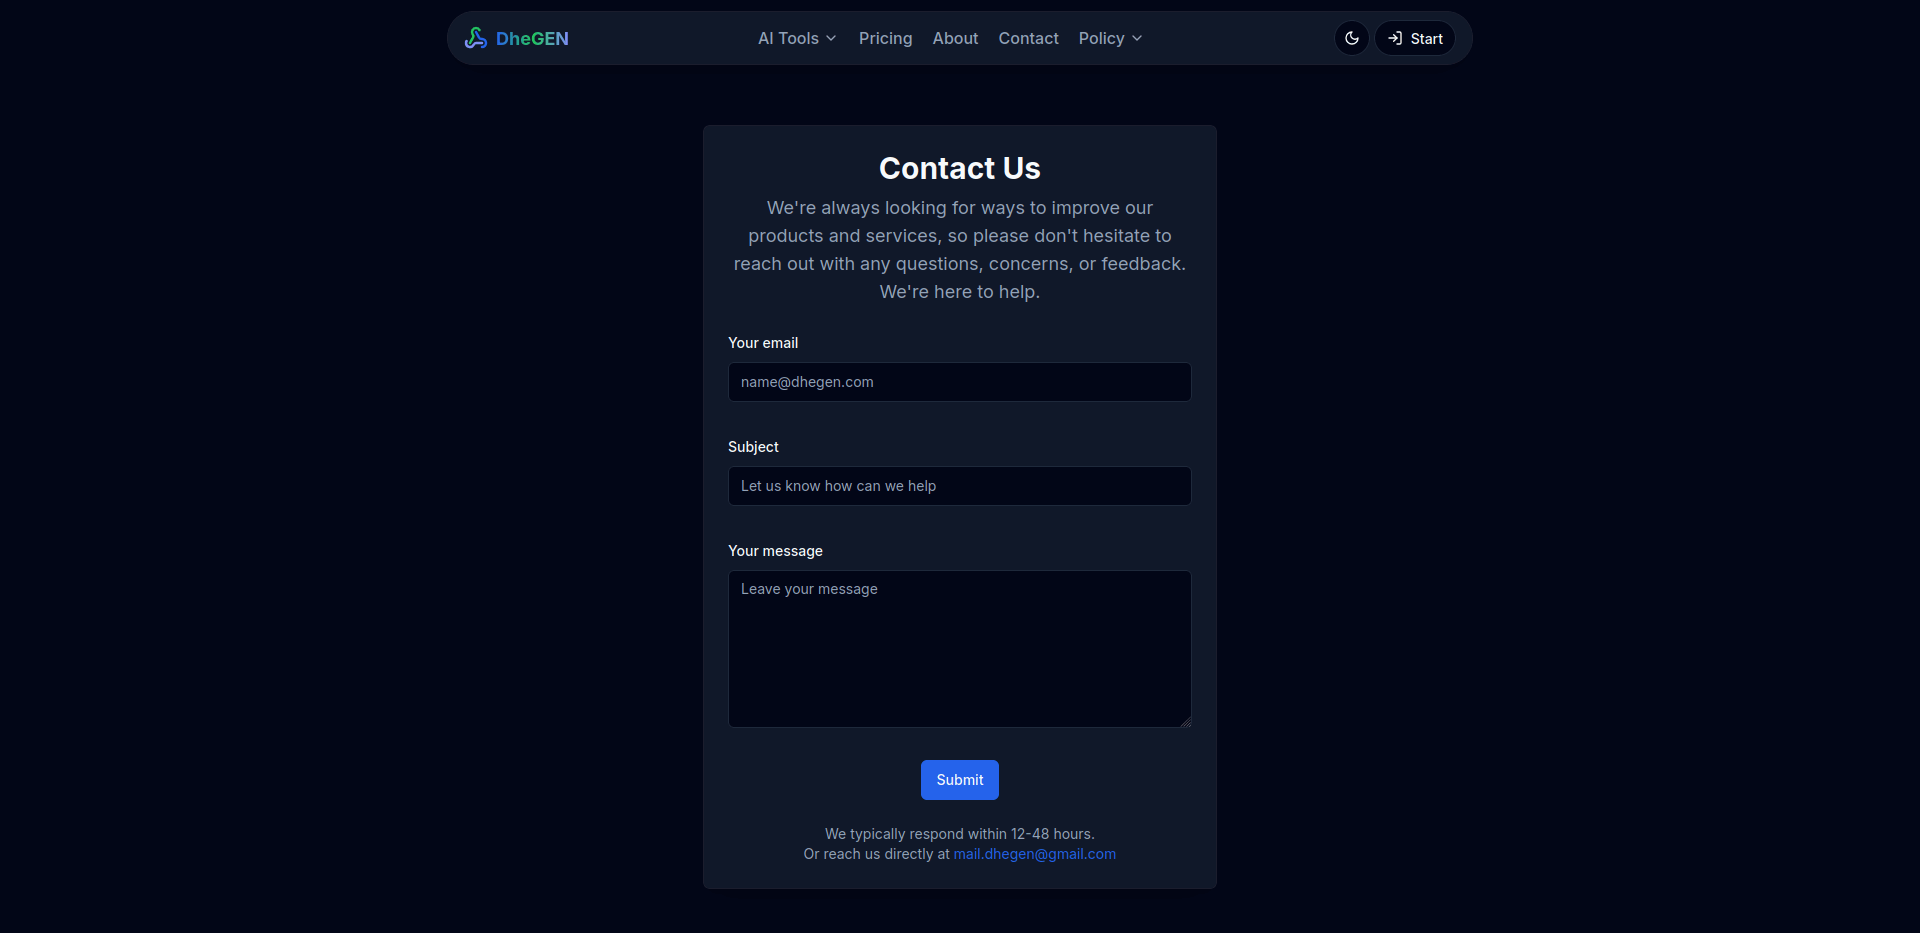 DheGEN
AI Tools
Pricing
About
Contact
Policy
Start
Contact Us
We're always looking for ways to improve our
products and services, so please don't hesitate to
reach out with any questions, concerns, or feedback.
We're here to help.
Your email
name@dhegen.com
Subject
Let us know how can we help
Your message
Leave your message
Submit
We typically respond within 12-48 hours.
Or reach us directly at mail.dhegen@gmail.com